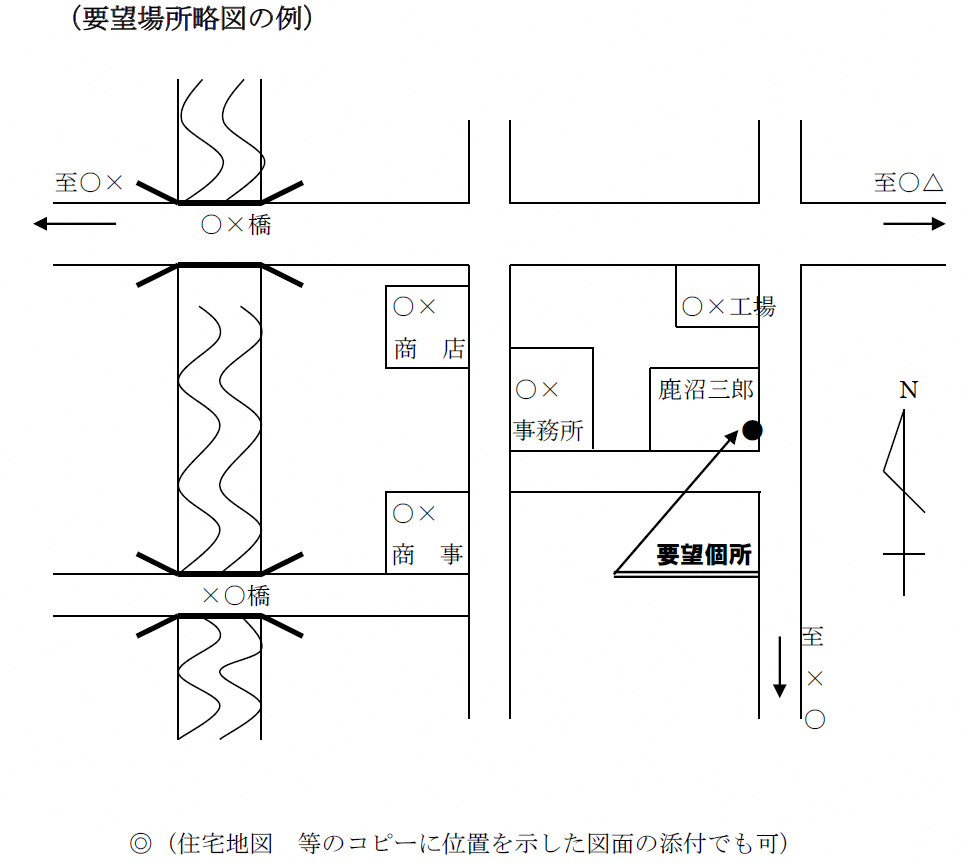 （要望場所略図の例）
至○×
至○△
○×橋
○×
商　店
○×工場
○×
事務所
鹿沼三郎
N
○×
商　事
要望個所
×○橋
至
×
○
◎（住宅地図　等のコピーに位置を示した図面の添付でも可）